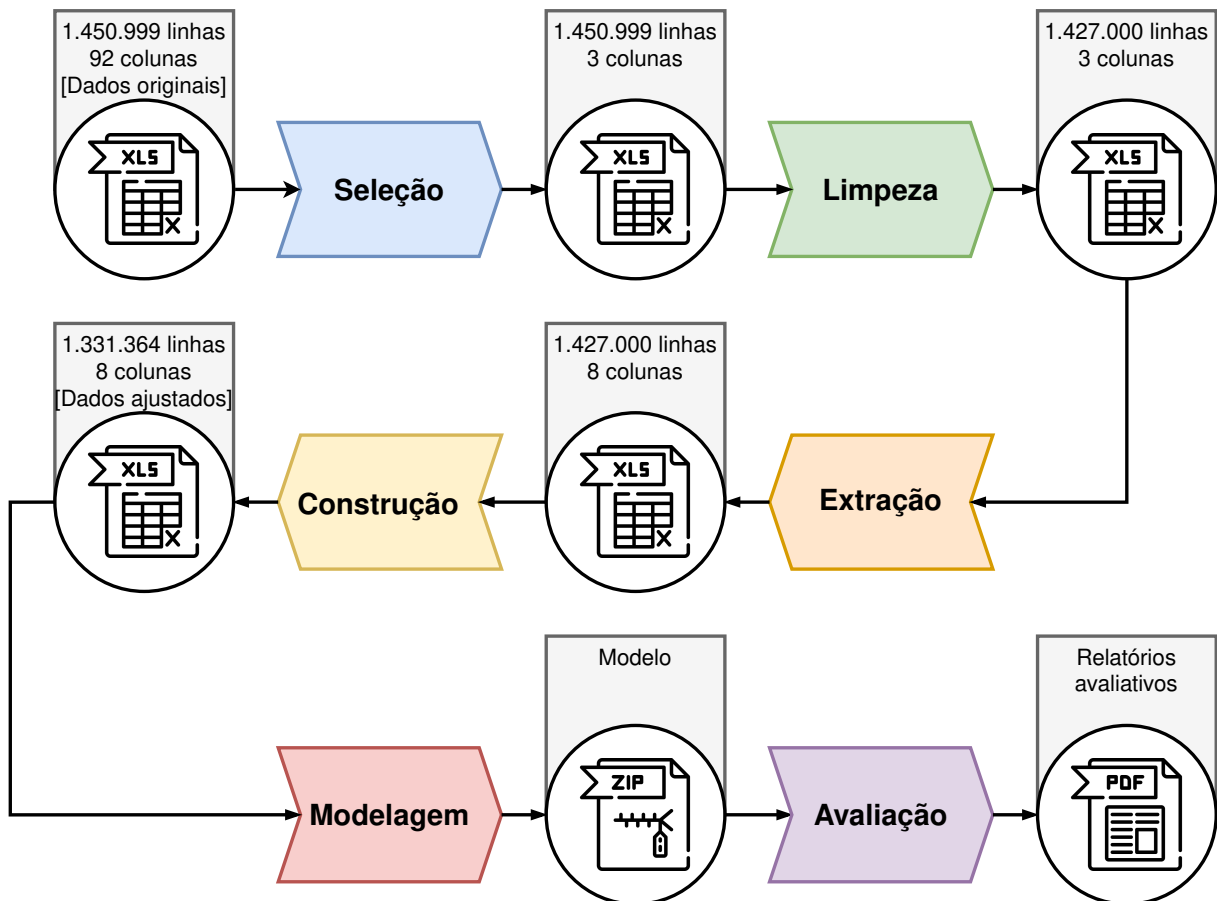 1.450.999 linhas
92 colunas
[Dados originais]
XLS
X
Seleção
1.450.999 linhas
3 colunas
XLS
X
Limpeza
1.427.000 linhas
3 colunas
XLS
X
Extração
1.427.000 linhas
8 colunas
XLS
X
Construção
1.331.364 linhas
8 colunas
[Dados ajustados]
XLS
X
Modelagem
Modelo
ZIP
Avaliação
Relatórios
avaliativos
PDF